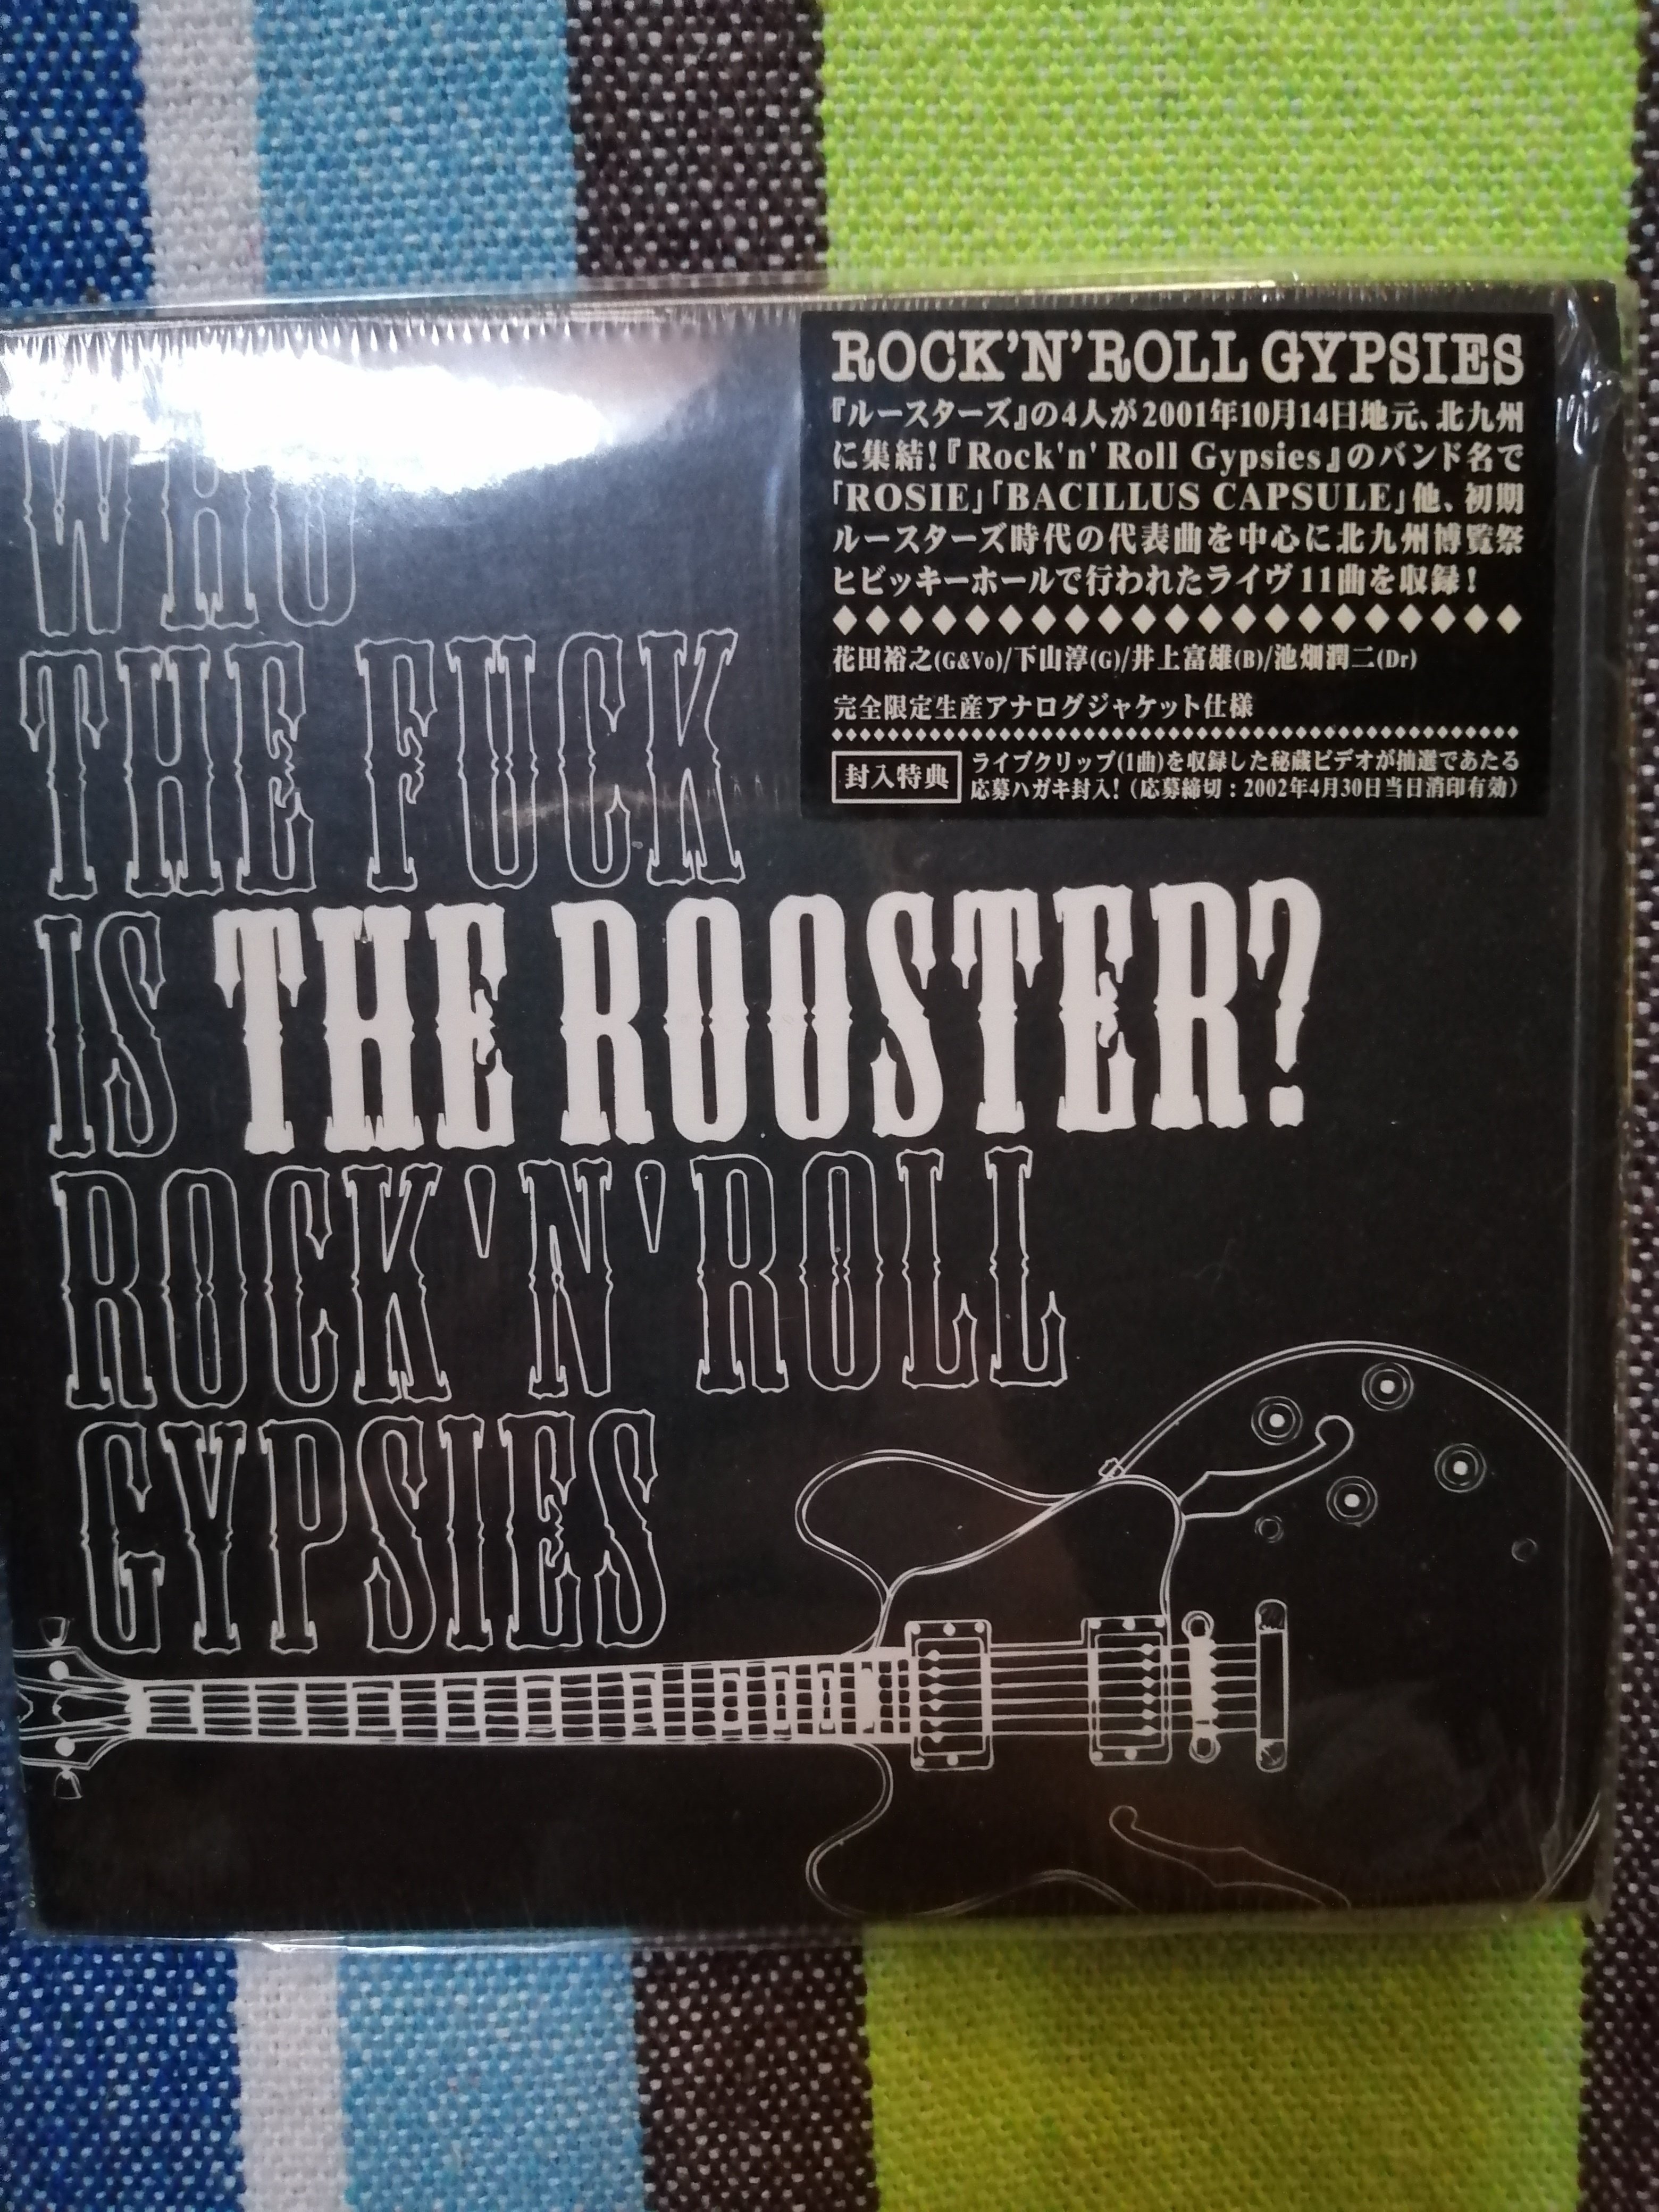 WHO
THE FUCK
IS THE ROOSTER?
ROCK'N'ROLL
GYPSIES
ROCK'N'ROLL GYPSIES
『ルースターズ』の4人が2001年10月14日地元、北九州
に集結!『Rock'n' Roll Gypsies』のバンド名で
「ROSIE」「BACILLUS CAPSULE」他、初期
ルースターズ時代の代表曲を中心に北九州博覧祭
ヒビッキーホールで行われたライヴ11曲を収録!
花田裕之(G&Vo)/下山淳(G)/井上富雄(B)/池畑潤二(Dr)
完全限定生産アナログジャケット仕様
封入特典
ライブクリップ(1曲)を収録した秘蔵ビデオが抽選であたる
応募ハガキ封入!(応募締切:2002年4月30日当日消印有効)